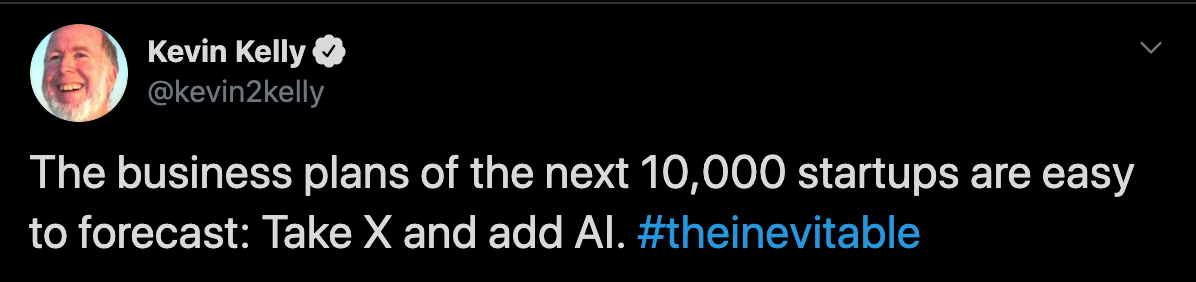 Kevin Kelly
@kevin2kelly
The business plans of the next 10,000 startups are easy
to forecast: Take X and add AI. #theinevitable